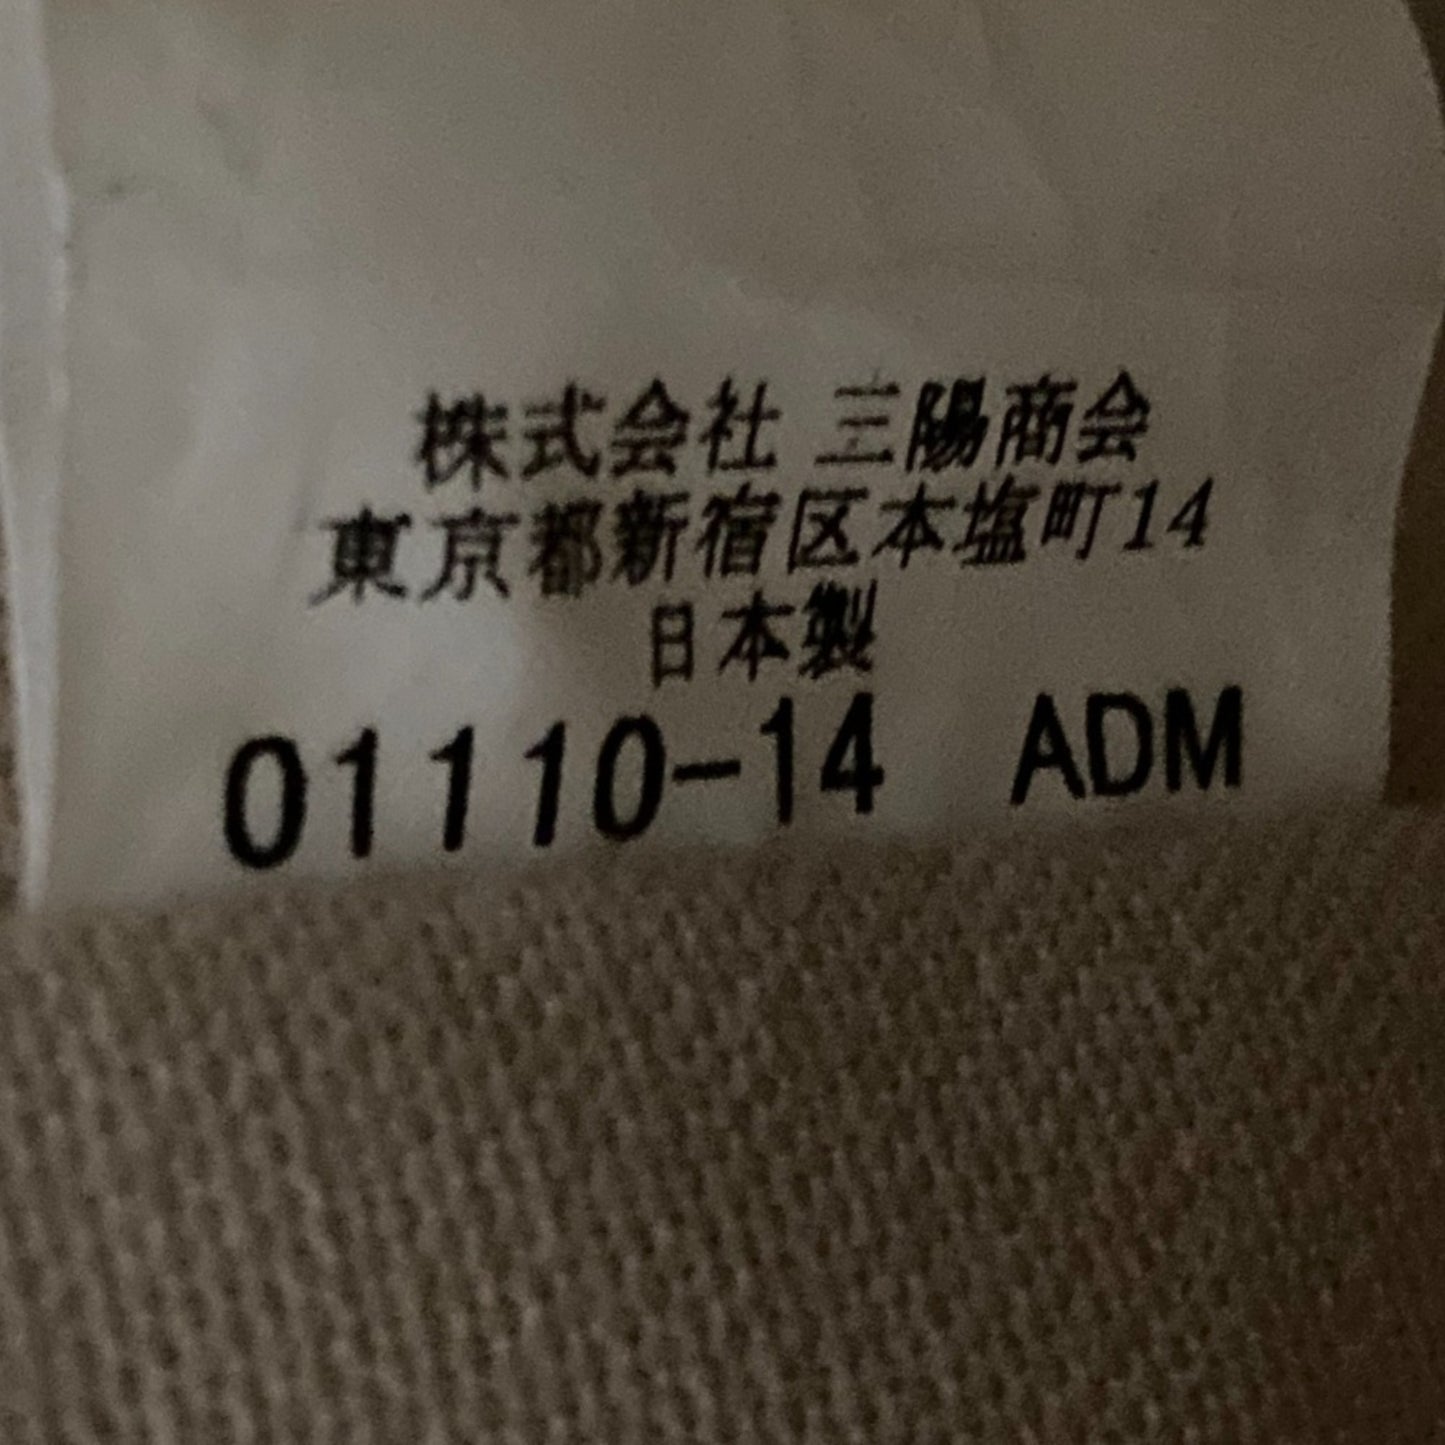 株式会社 三陽商会
東京都新宿区本塩町14
日本製
01110-14 ADM